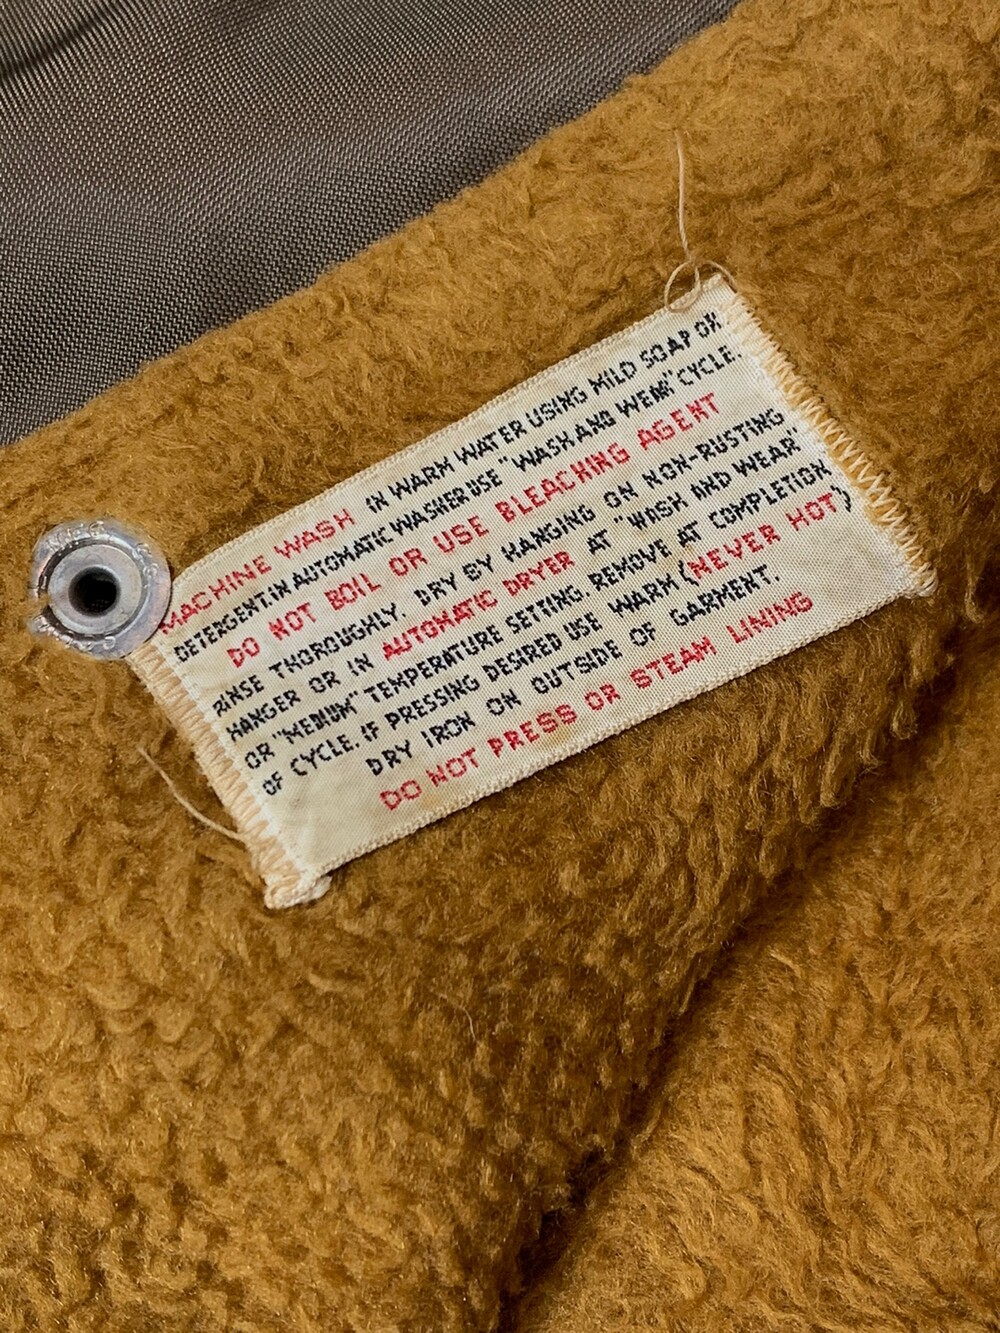 MACHINE WASH IN WARM WATER USING MILD SOAP OR
DETERGENT.IN AUTOMATIC WASHER USE "WASH AND WEAR" CYCLE.
DO NOT BOIL OR USE BLEACHING AGENT
RINSE THOROUGHLY. DRY BY HANGING ON NON-RUSTING
HANGER OR IN AUTOMATIC DRYER AT "WASH AND WEAR"
OR "MEDIUM" TEMPERATURE SETTING. REMOVE AT COMPLETION
OF CYCLE. IF PRESSING DESIRED USE WARM (NEVER HOT)
DRY IRON ON OUTSIDE OF GARMENT.
DO NOT PRESS OR STEAM LINING